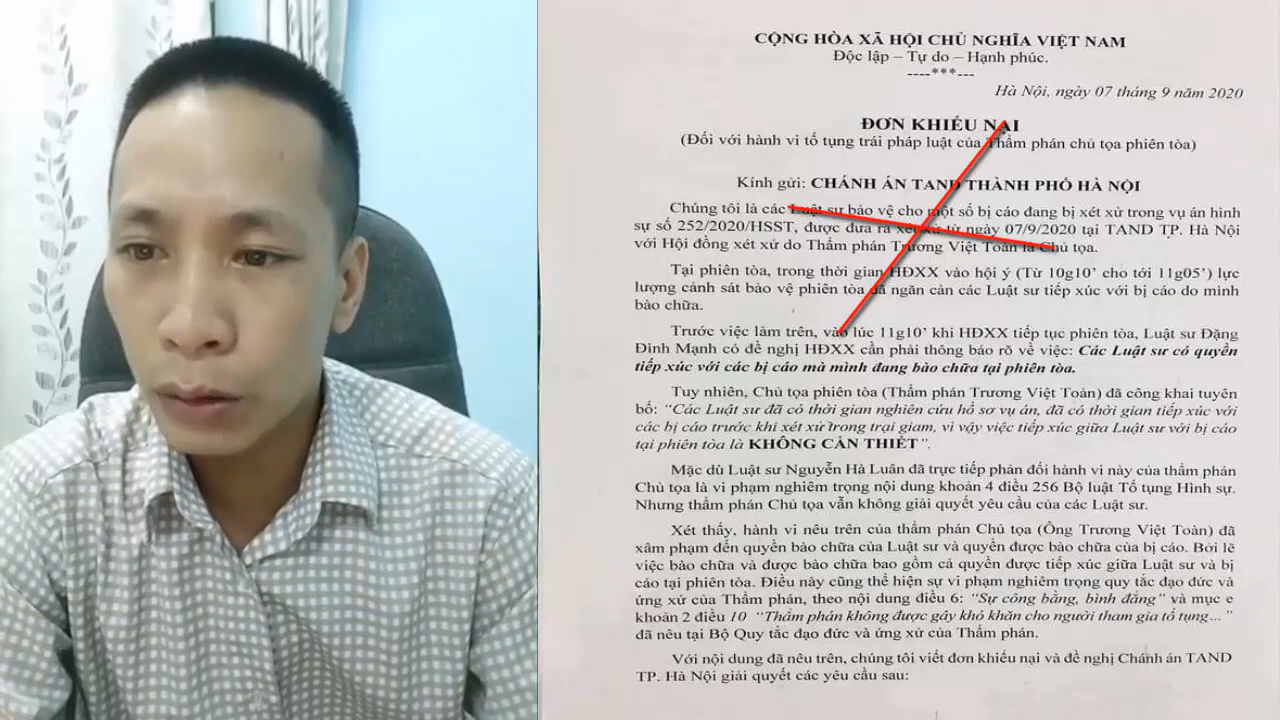 CỘNG HÒA XÃ HỘI CHỦ NGHĨA VIỆT NAM
Độc lập – Tự do – Hạnh phúc.
----***---
Hà Nội, ngày 07 tháng 9 năm 2020
ĐƠN KHIẾU NẠI
(Đối với hành vi tố tụng trái pháp luật của Thẩm phán chủ tọa phiên tòa)
Kính gửi: CHÁNH ÁN TAND THÀNH PHỐ HÀ NỘI
Chúng tôi là các Luật sư bảo vệ cho một số bị cáo đang bị xét xử trong vụ án hình
sự số 252/2020/HSST, được đưa ra xét xử từ ngày 07/9/2020 tại TAND TP. Hà Nội
với Hội đồng xét xử do Thẩm phán Trương Việt Toàn là Chủ tọa.
Tại phiên tòa, trong thời gian HĐXX vào hội ý (Từ 10g10’ cho tới 11g05’) lực
lượng cảnh sát bảo vệ phiên tòa đã ngăn cản các Luật sư tiếp xúc với bị cáo do mình
bào chữa.
Trước việc làm trên, vào lúc 11g10’ khi HĐXX tiếp tục phiên tòa, Luật sư Đặng
Đình Mạnh có đề nghị HĐXX cần phải thông báo rõ về việc: Các Luật sư có quyền
tiếp xúc với các bị cáo mà mình đang bào chữa tại phiên tòa.
Tuy nhiên, Chủ tọa phiên tòa (Thẩm phán Trương Việt Toàn) đã công khai tuyên
bố: “Các Luật sư đã có thời gian nghiên cứu hồ sơ vụ án, đã có thời gian tiếp xúc với
các bị cáo trước khi xét xử trong trại giam, vì vậy việc tiếp xúc giữa Luật sư với bị cáo
tại phiên tòa là KHÔNG CẦN THIẾT”.
Mặc dù Luật sư Nguyễn Hà Luân đã trực tiếp phản đối hành vi này của thẩm phán
Chủ tọa là vi phạm nghiêm trọng nội dung khoản 4 điều 256 Bộ luật Tố tụng Hình sự.
Nhưng thẩm phán Chủ tọa vẫn không giải quyết yêu cầu của các Luật sư.
Xét thấy, hành vi nêu trên của thẩm phán Chủ tọa (Ông Trương Việt Toàn) đã
xâm phạm đến quyền bào chữa của Luật sư và quyền được bào chữa của bị cáo. Bởi lẽ
việc bào chữa và được bào chữa bao gồm cả quyền được tiếp xúc giữa Luật sư và bị
cáo tại phiên tòa. Điều này cũng thể hiện sự vi phạm nghiêm trọng quy tắc đạo đức và
ứng xử của Thẩm phán, theo nội dung điều 6: “Sự công bằng, bình đẳng” và mục e
khoản 2 điều 10 “Thẩm phán không được gây khó khăn cho người tham gia tố tụng...”
đã nêu tại Bộ Quy tắc đạo đức và ứng xử của Thẩm phán.
Với nội dung đã nêu trên, chúng tôi viết đơn khiếu nại và đề nghị Chánh án TAND
TP. Hà Nội giải quyết các yêu cầu sau: